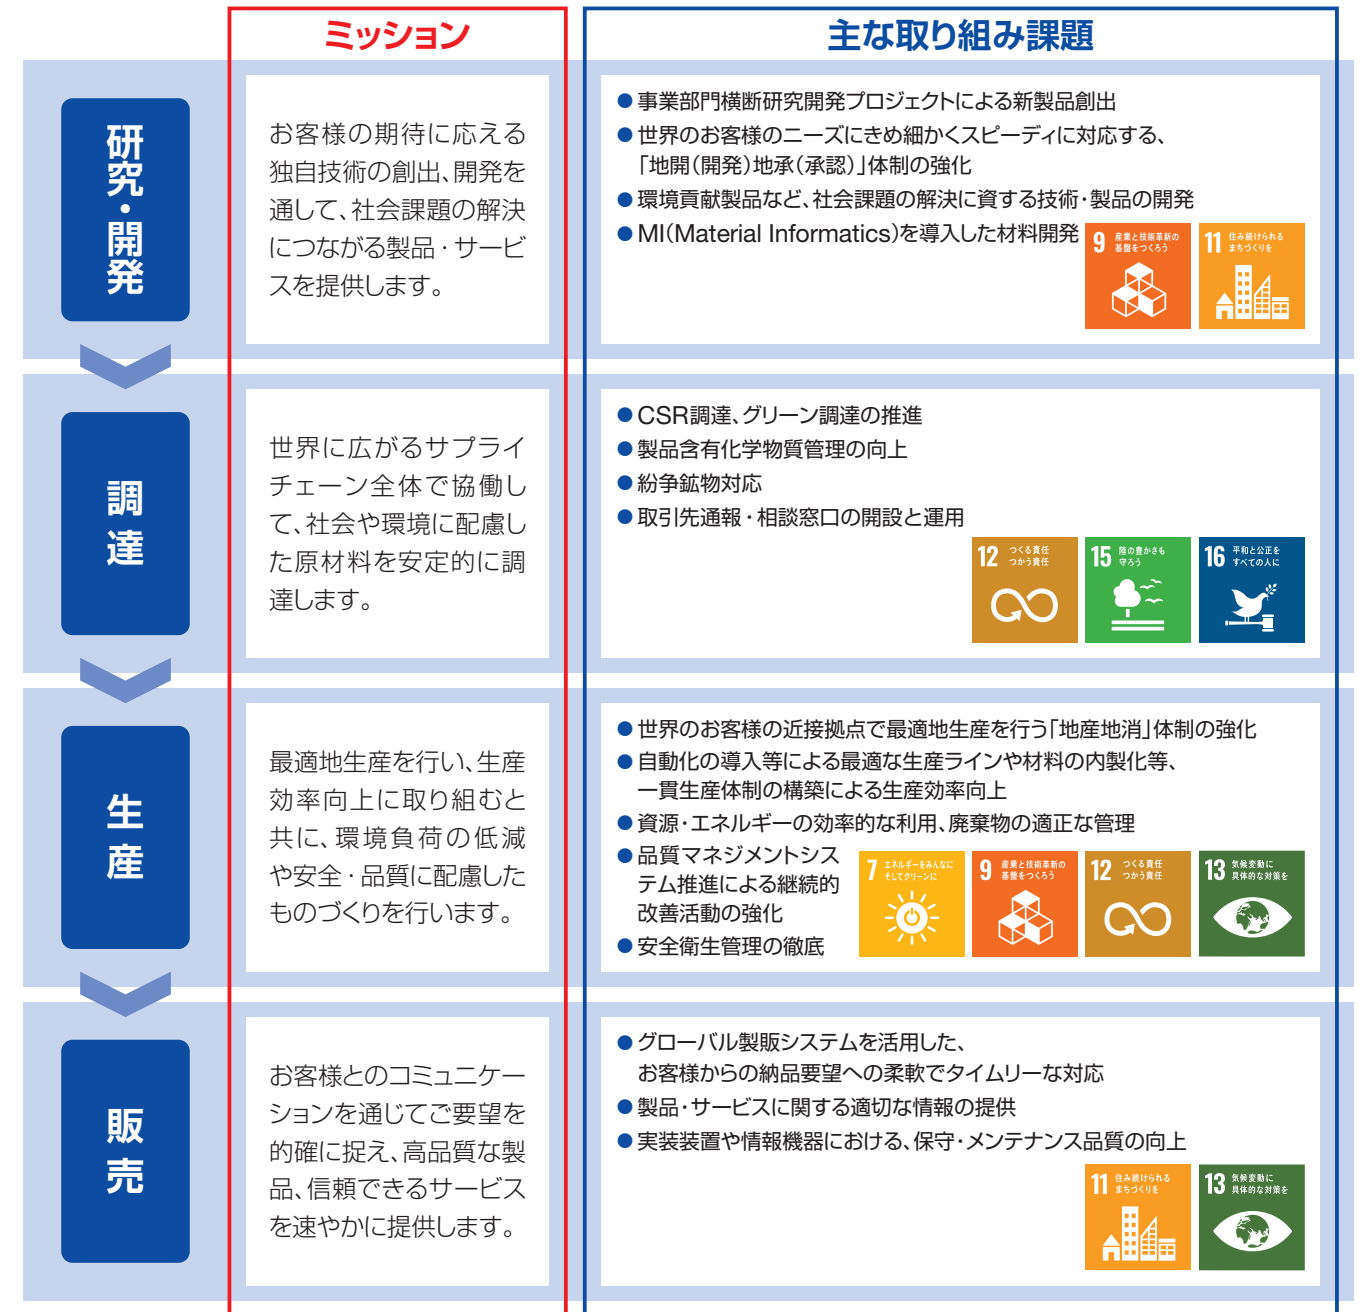 ミッション
主な取り組み課題
研究・開発
お客様の期待に応える
独自技術の創出、開発を
通して、社会課題の解決
につながる製品・サービ
スを提供します。
●事業部門横断研究開発プロジェクトによる新製品創出
●世界のお客様のニーズにきめ細かくスピーディに対応する、
「地開(開発)地承(承認)」体制の強化
●環境貢献製品など、社会課題の解決に資する技術・製品の開発
●MI(Material Informatics)を導入した材料開発
9 産業と技術革新の
基盤をつくろう
11 住み続けられる
まちづくりを
調達
世界に広がるサプライ
チェーン全体で協働し
て、社会や環境に配慮し
た原材料を安定的に調
達します。
●CSR調達、グリーン調達の推進
●製品含有化学物質管理の向上
●紛争鉱物対応
●取引先通報・相談窓口の開設と運用
12 つくる責任
つかう責任
15 陸の豊かさも
守ろう
16 平和と公正を
すべての人に
生産
最適地生産を行い、生産
効率向上に取り組むと
共に、環境負荷の低減
や安全・品質に配慮した
ものづくりを行います。
●世界のお客様の近接拠点で最適地生産を行う「地産地消」体制の強化
●自動化の導入等による最適な生産ラインや材料の内製化等、
一貫生産体制の構築による生産効率向上
●資源・エネルギーの効率的な利用、廃棄物の適正な管理
●品質マネジメントシス
テム推進による継続的
改善活動の強化
●安全衛生管理の徹底
7 エネルギーをみんなに
そしてクリーンに
9 産業と技術革新の
基盤をつくろう
12 つくる責任
つかう責任
13 気候変動に
具体的な対策を
販売
お客様とのコミュニケー
ションを通じてご要望を
的確に捉え、高品質な製
品、信頼できるサービス
を速やかに提供します。
●グローバル製販システムを活用した、
お客様からの納品要望への柔軟でタイムリーな対応
●製品・サービスに関する適切な情報の提供
●実装装置や情報機器における、保守・メンテナンス品質の向上
11 住み続けられる
まちづくりを
13 気候変動に
具体的な対策を